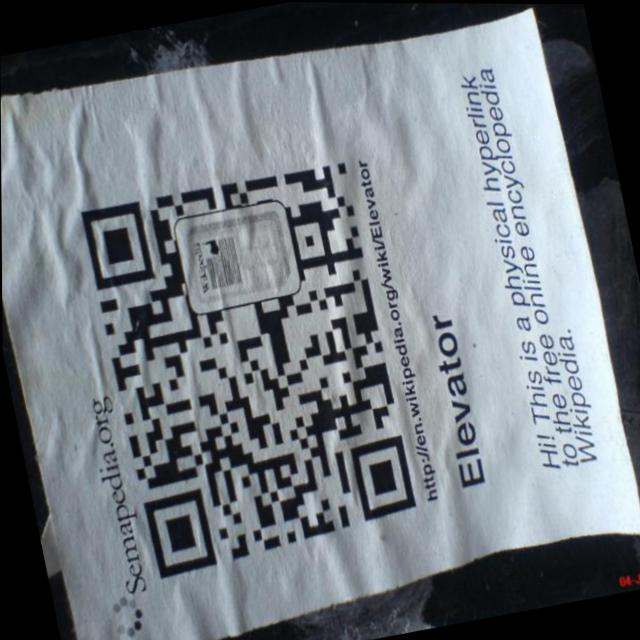 Semapedia.org
http://en.wikipedia.org/wiki/Elevator
Elevator
Hi! This is a physical hyperlink
to the free online encyclopedia
Wikipedia.